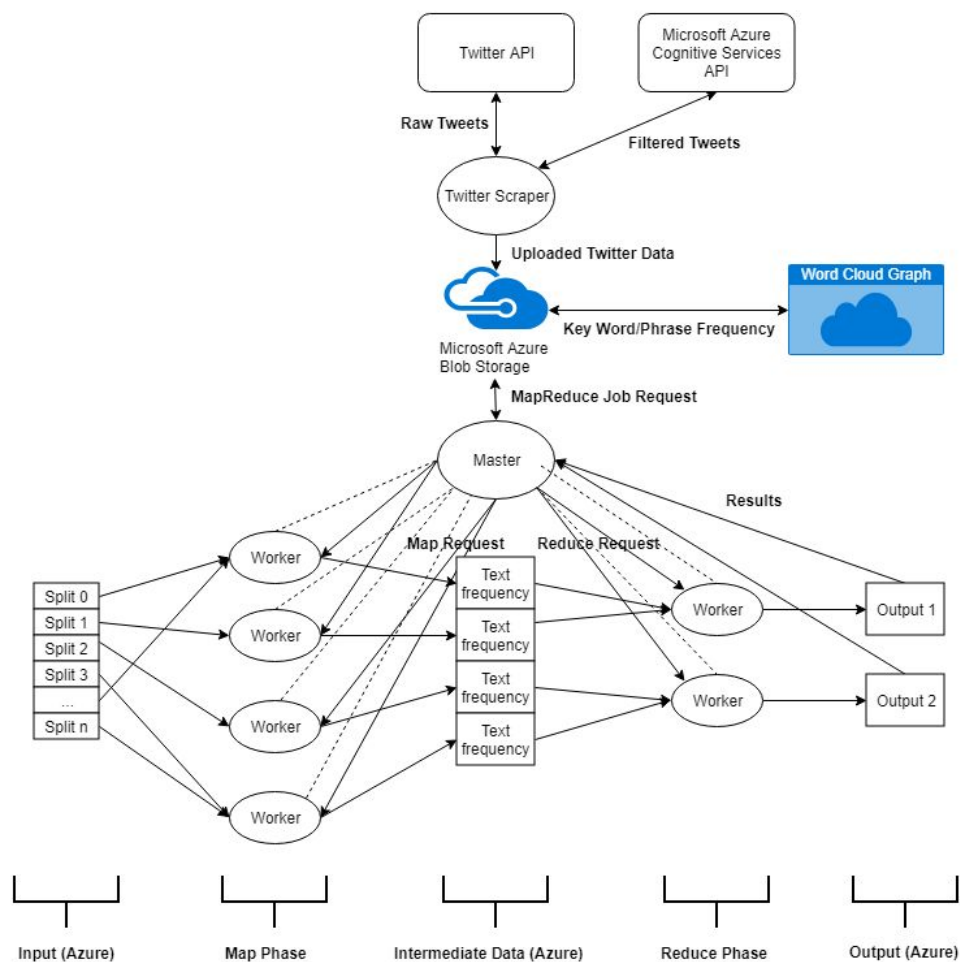 Twitter API
Microsoft Azure
Cognitive Services
API
Raw Tweets
Filtered Tweets
Twitter Scraper
Uploaded Twitter Data
Word Cloud Graph
Key Word/Phrase Frequency
Microsoft Azure
Blob Storage
MapReduce Job Request
Master
Results
Map Request
Reduce Request
Worker
Worker
Worker
Worker
Split 0
Split 1
Split 2
Split 3
...
Split n
Text
frequency
Text
frequency
Text
frequency
Text
frequency
Worker
Worker
Output 1
Output 2
Input (Azure)
Map Phase
Intermediate Data (Azure)
Reduce Phase
Output (Azure)